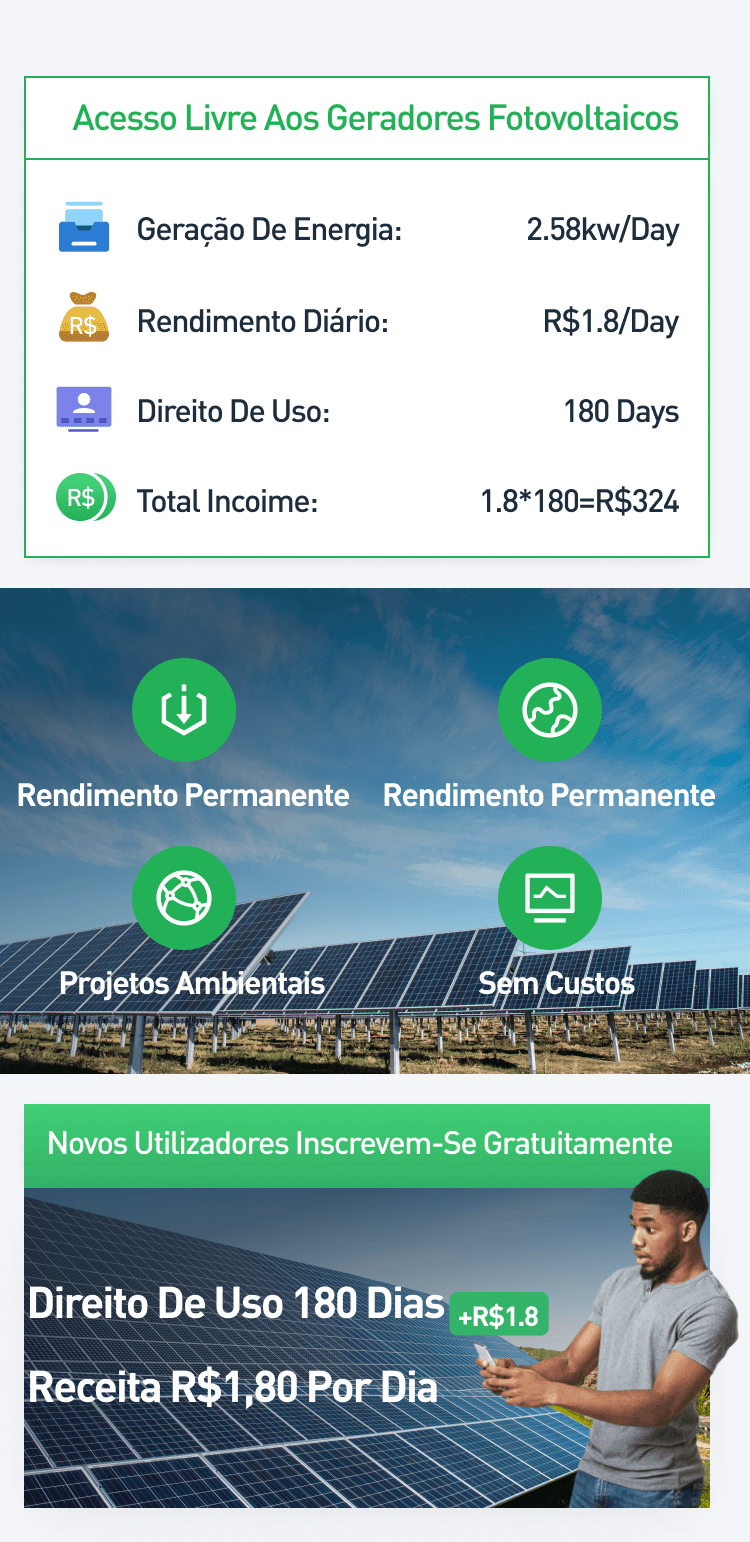 Acesso Livre Aos Geradores Fotovoltaicos
Geração De Energia: 2.58kw/Day
R$
Rendimento Diário: R$1.8/Day
Direito De Uso: 180 Days
R$
Total Incoime: 1.8*180=R$324
Rendimento Permanente Rendimento Permanente
Projetos Ambientais Sem Custos
Novos Utilizadores Inscrevem-Se Gratuitamente
Direito De Uso 180 Dias
+R$1.8
Receita R$1,80 Por Dia